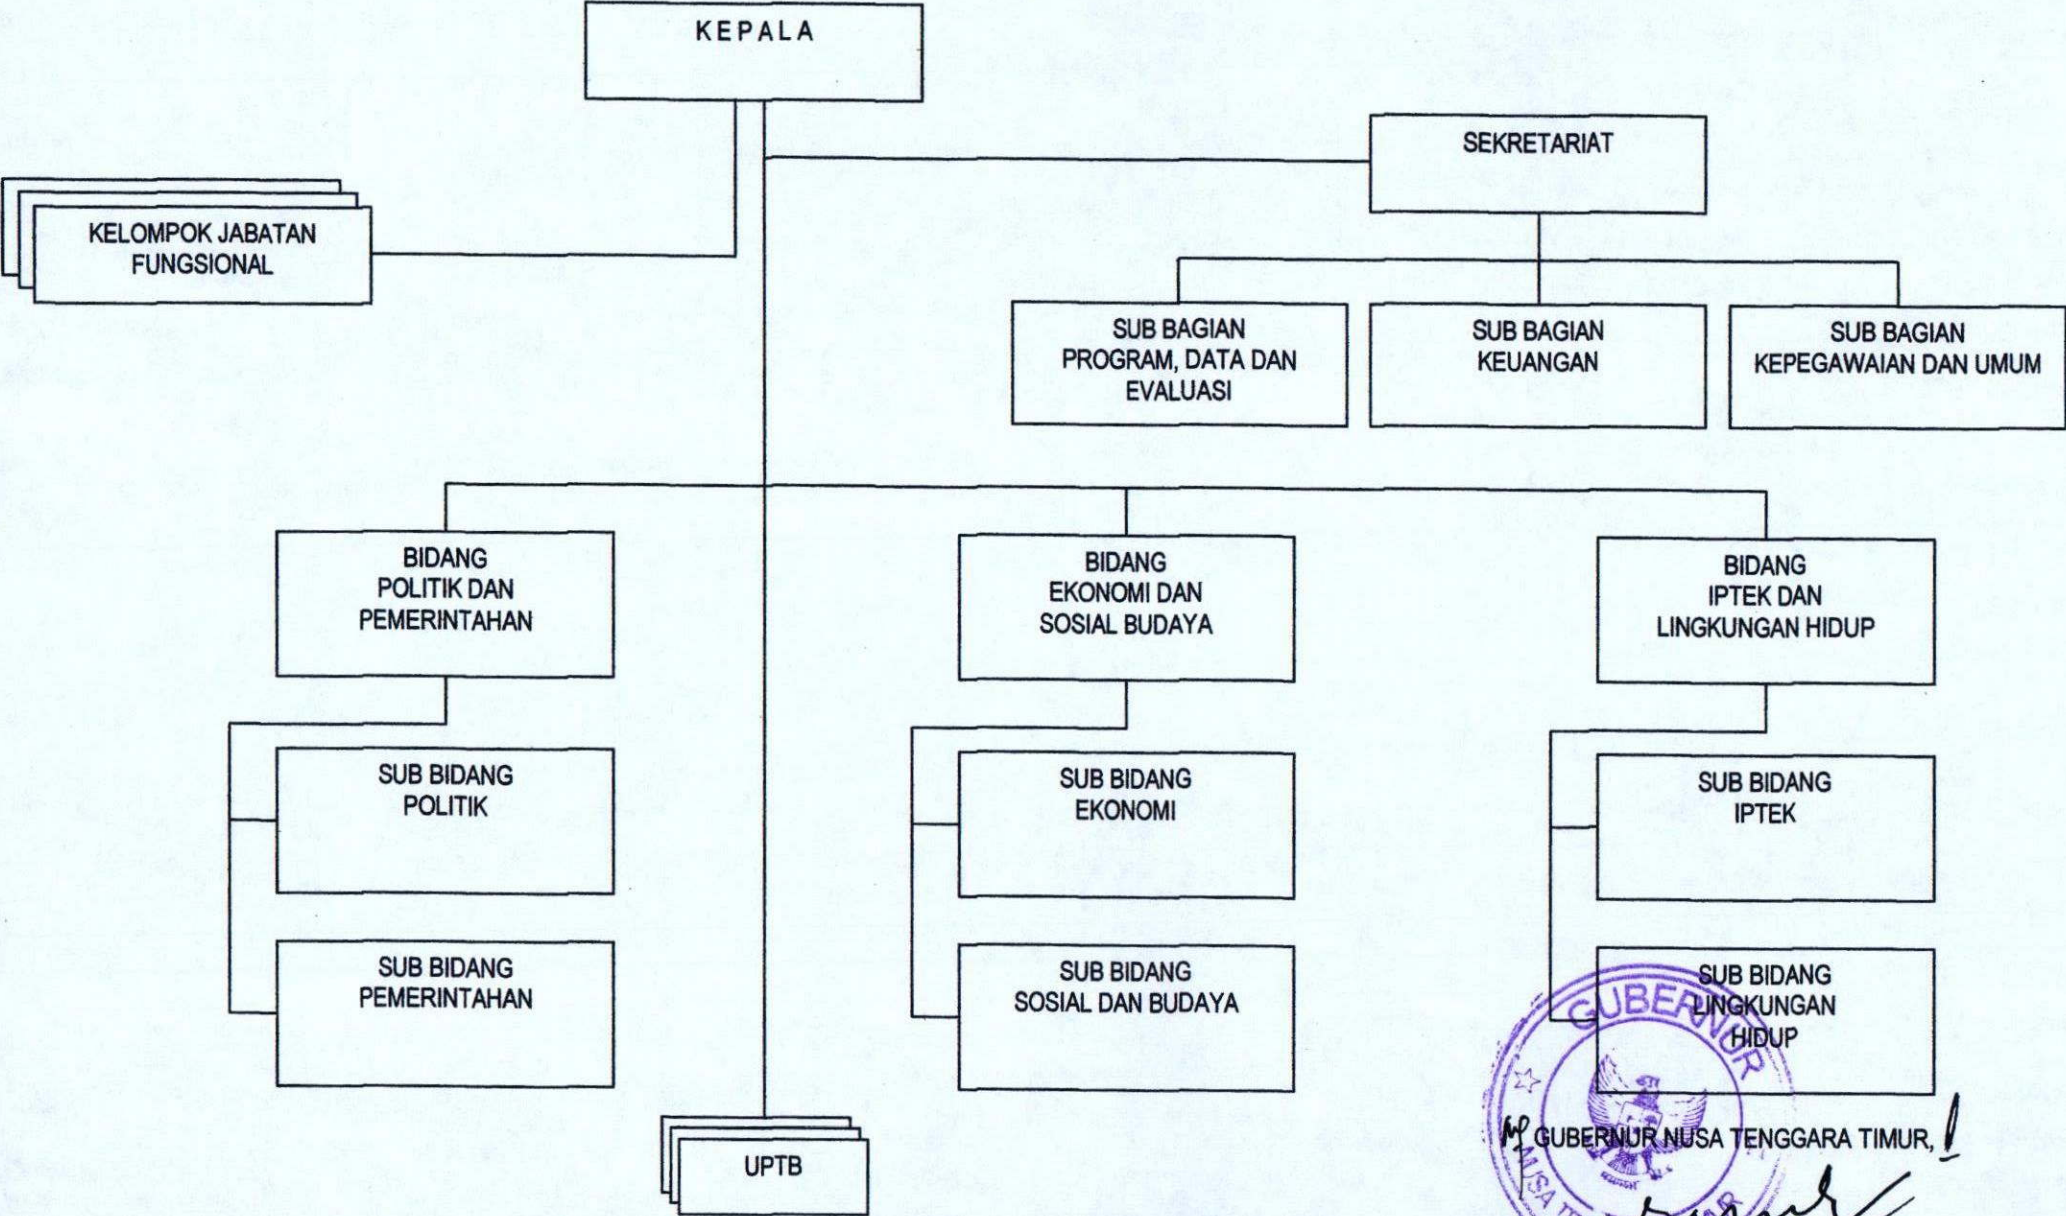 KEPALA
SEKRETARIAT
KELOMPOK JABATAN
FUNGSIONAL
SUB BAGIAN
PROGRAM, DATA DAN
EVALUASI
SUB BAGIAN
KEUANGAN
SUB BAGIAN
KEPEGAWAIAN DAN UMUM
BIDANG
POLITIK DAN
PEMERINTAHAN
BIDANG
EKONOMI DAN
SOSIAL BUDAYA
BIDANG
IPTEK DAN
LINGKUNGAN HIDUP
SUB BIDANG
POLITIK
SUB BIDANG
EKONOMI
SUB BIDANG
IPTEK
SUB BIDANG
PEMERINTAHAN
SUB BIDANG
SOSIAL DAN BUDAYA
SUB BIDANG
LINGKUNGAN
HIDUP
UPTB
GUBERNUR
GUBERNUR NUSA TENGGARA TIMUR,
NUSA